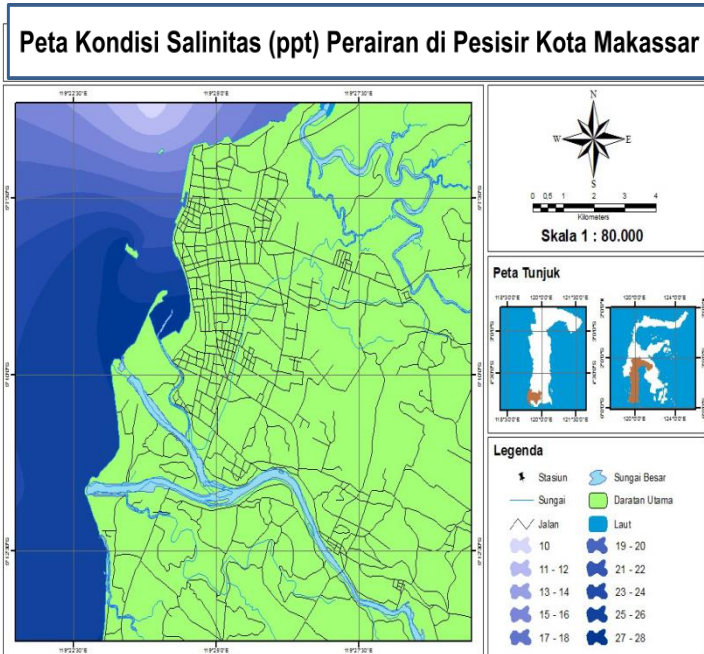 Peta Kondisi Salinitas (ppt) Perairan di Pesisir Kota Makassar
N
W
E
S
0 0,5 1 2 3 4
Kilometers
Skala 1 : 80.000
Peta Tunjuk
Legenda
Stasiun
Sungai Besar
Sungai
Daratan Utama
Jalan
Laut
10
19 - 20
11 - 12
21 - 22
13 - 14
23 - 24
15 - 16
25 - 26
17 - 18
27 - 28